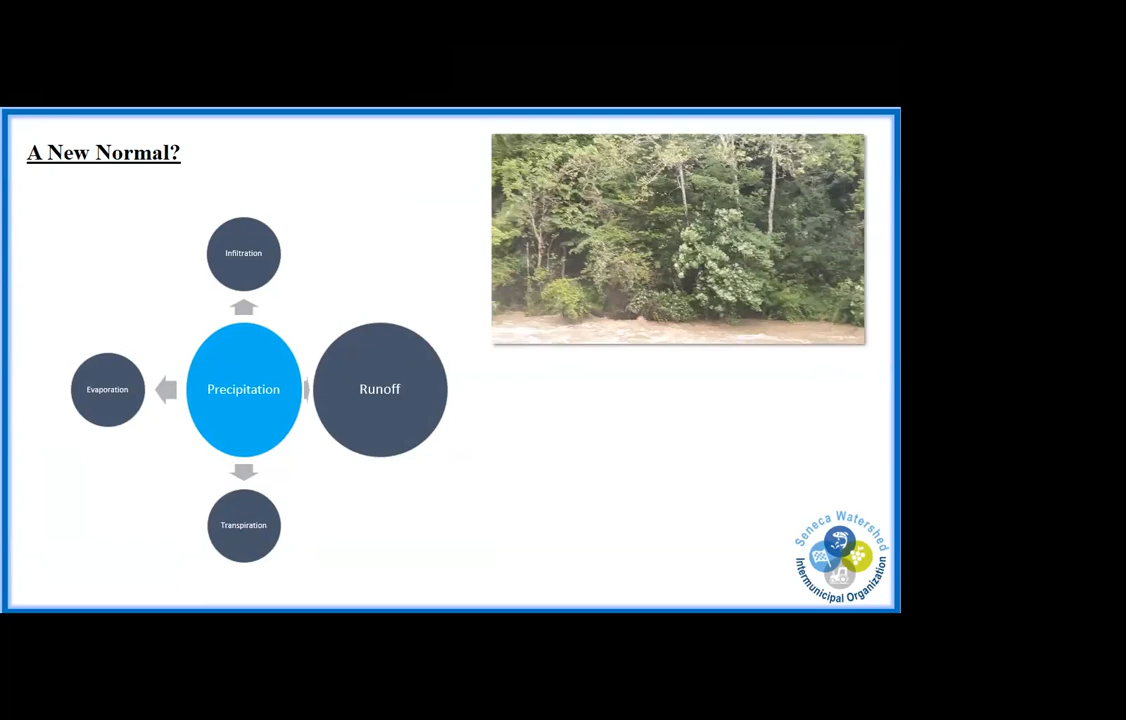 A New Normal?
Infiltration
Evaporation
Precipitation
Runoff
Transpiration
Seneca Watershed
Intermunicipal Organization